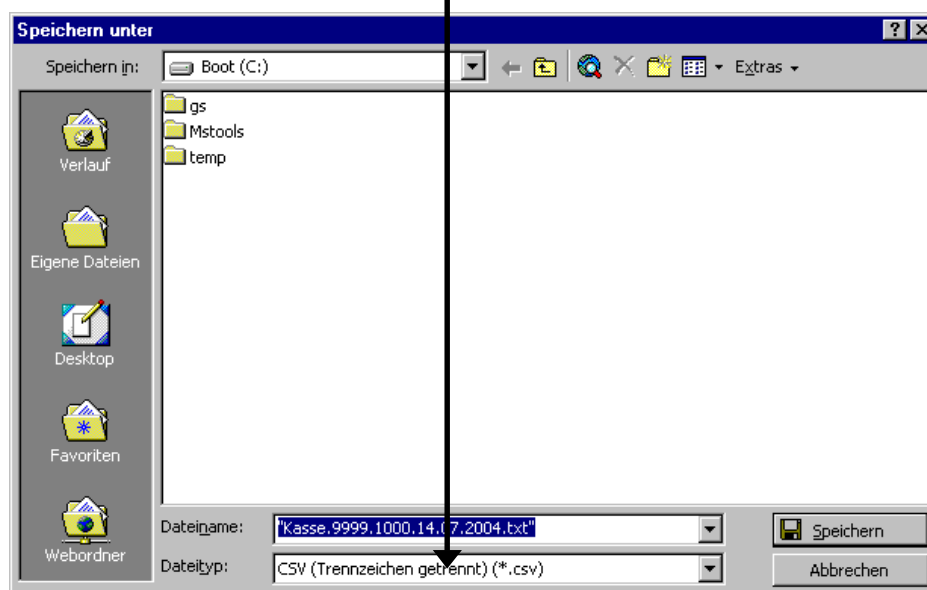 Speichern unter
Speichern in: Boot (C:) Extras
gs
Mstools
temp
Verlauf
Eigene Dateien
Desktop
Favoriten
Webordner
Dateiname: "Kasse.9999.1000.14.07.2004.txt" Speichern
Dateityp: CSV (Trennzeichen getrennt) (*.csv) Abbrechen